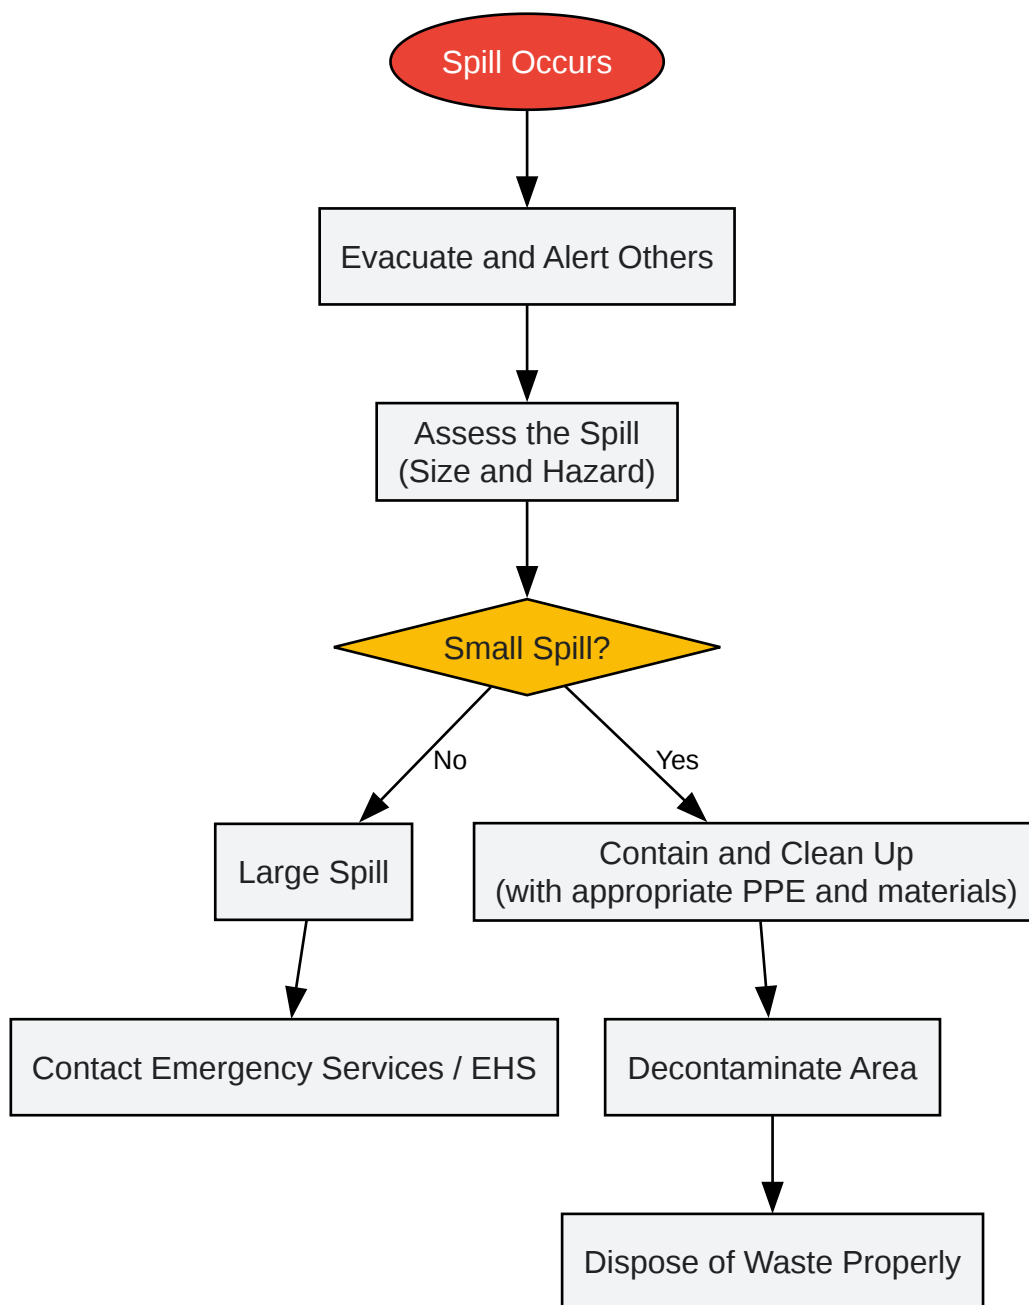 Spill Occurs
Evacuate and Alert Others
Assess the Spill
(Size and Hazard)
Small Spill?
No
Yes
Large Spill
Contain and Clean Up
(with appropriate PPE and materials)
Contact Emergency Services / EHS
Decontaminate Area
Dispose of Waste Properly